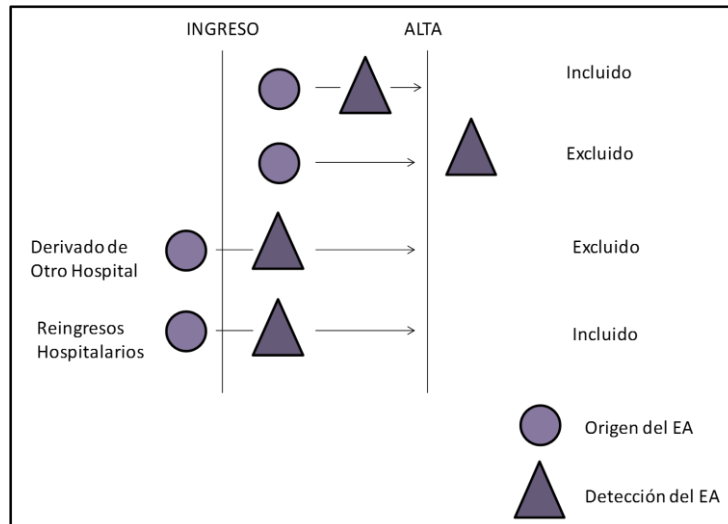 INGRESO ALTA
Incluido
Excluido
Derivado de
Otro Hospital
Excluido
Reingresos
Hospitalarios
Incluido
Origen del EA
Detección del EA